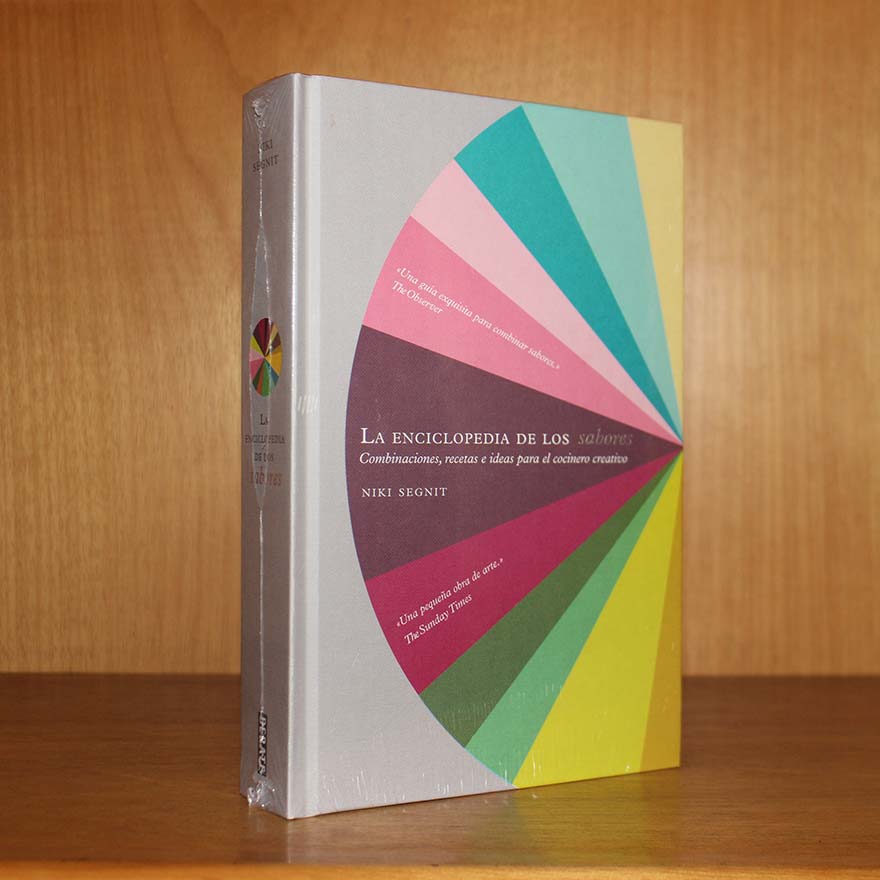 NIKI
SEGNIT
LA
ENCICLOPEDIA
DE LOS
sabores
DEBATE
«Una guía exquisita para combinar sabores.»
The Observer
LA ENCICLOPEDIA DE LOS sabores
Combinaciones, recetas e ideas para el cocinero creativo
NIKI SEGNIT
«Una pequeña obra de arte.»
The Sunday Times